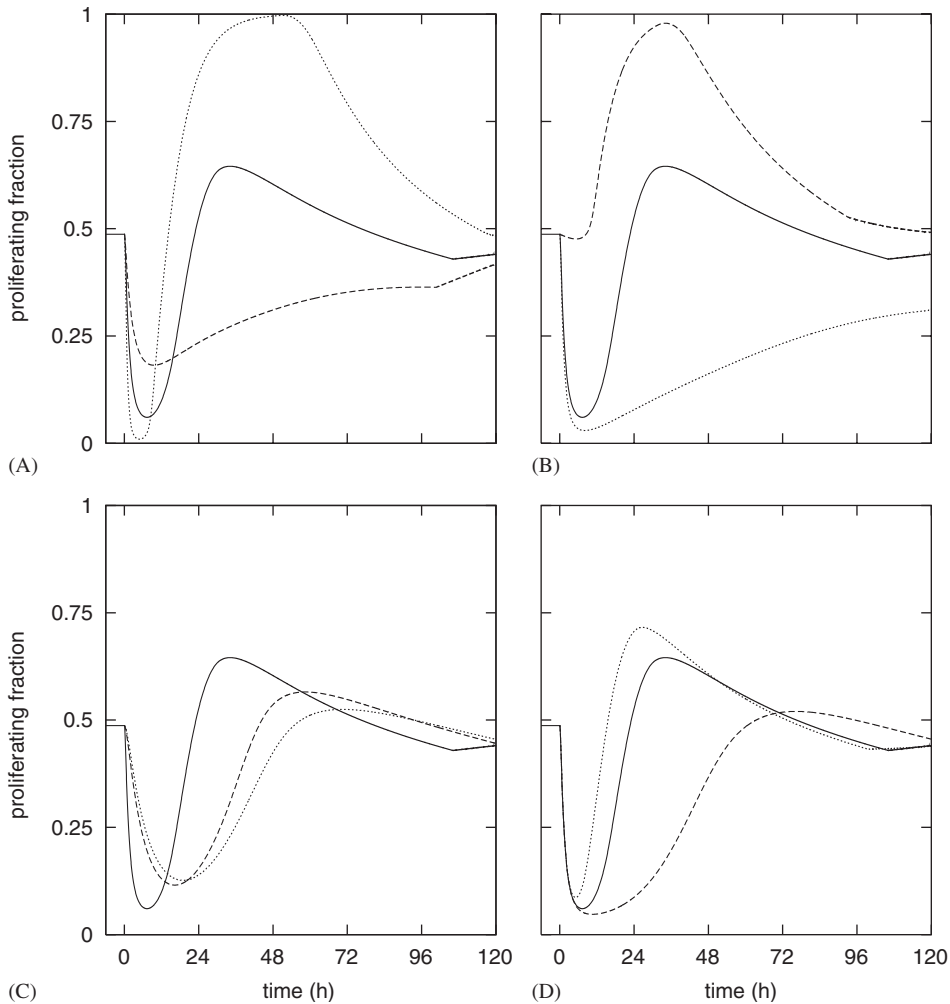 1
0.75
0.5
0.25
0
proliferating fraction
(A)
(B)
1
0.75
0.5
0.25
0
proliferating fraction
0 24 48 72 96 120
0 24 48 72 96 120
(C)
time (h)
(D)
time (h)